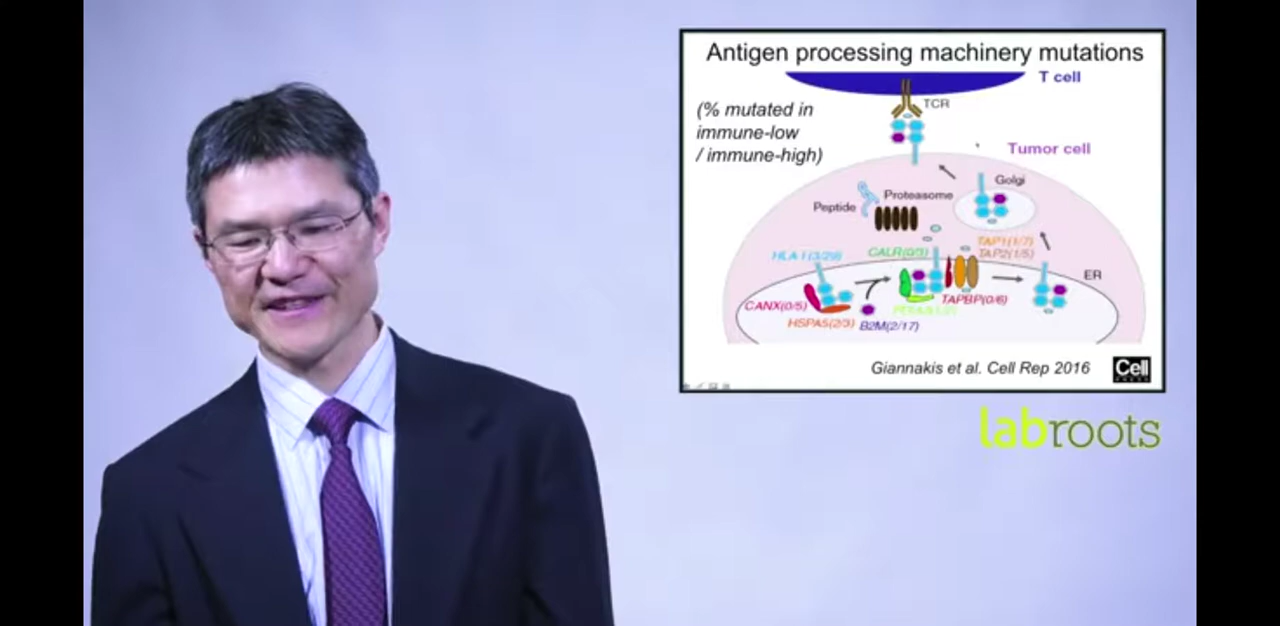 Antigen processing machinery mutations
T cell
(% mutated in
immune-low
/ immune-high)
TCR
Tumor cell
Golgi
Proteasome
Peptide
TAP1(1/7)
TAP2(1/5)
HLA-1(3/29)
CALR(0/3)
ER
CANX(0/5)
TAPBP(0/6)
HSPA5(2/3)
B2M(2/17)
Giannakis et al. Cell Rep 2016
Cell
PRESS
labroots